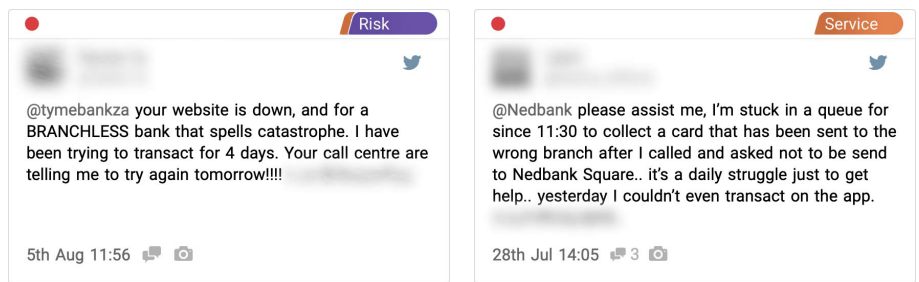 Risk
@tymebankza your website is down, and for a
BRANCHLESS bank that spells catastrophe. I have
been trying to transact for 4 days. Your call centre are
telling me to try again tomorrow!!!!
5th Aug 11:56
Service
@Nedbank please assist me, I'm stuck in a queue for
since 11:30 to collect a card that has been sent to the
wrong branch after I called and asked not to be send
to Nedbank Square.. it's a daily struggle just to get
help.. yesterday I couldn't even transact on the app.
28th Jul 14:05 3